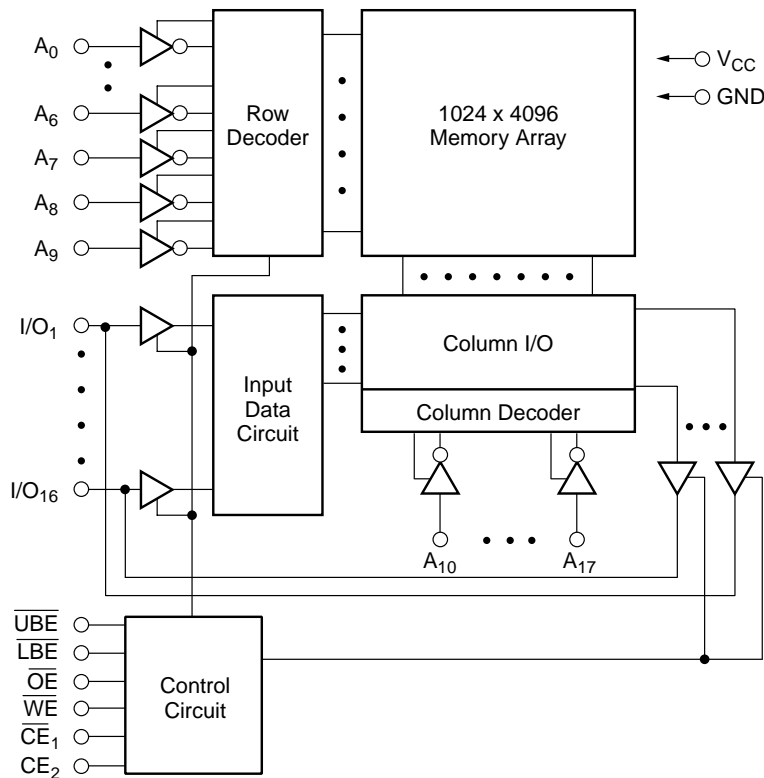 A0
A6
A7
A8
A9
Row
Decoder
1024 x 4096
Memory Array
VCC
GND
I/O1
I/O16
Input
Data
Circuit
Column I/O
Column Decoder
A10
A17
UBE
LBE
OE
WE
CE1
CE2
Control
Circuit